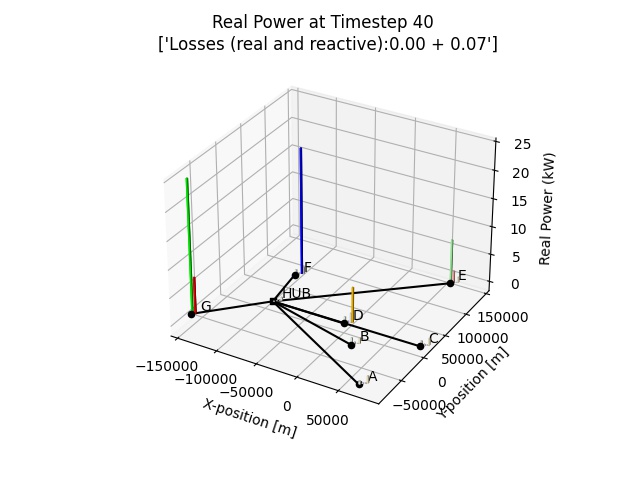 Real Power at Timestep 40
['Losses (real and reactive):0.00 + 0.07']
25
20
15
10
5
0
Real Power (kW)
F
E
HUB
G
D
C
B
A
150000
100000
50000
0
−50000
Y-position [m]
−150000
−100000
−50000
0
50000
X-position [m]